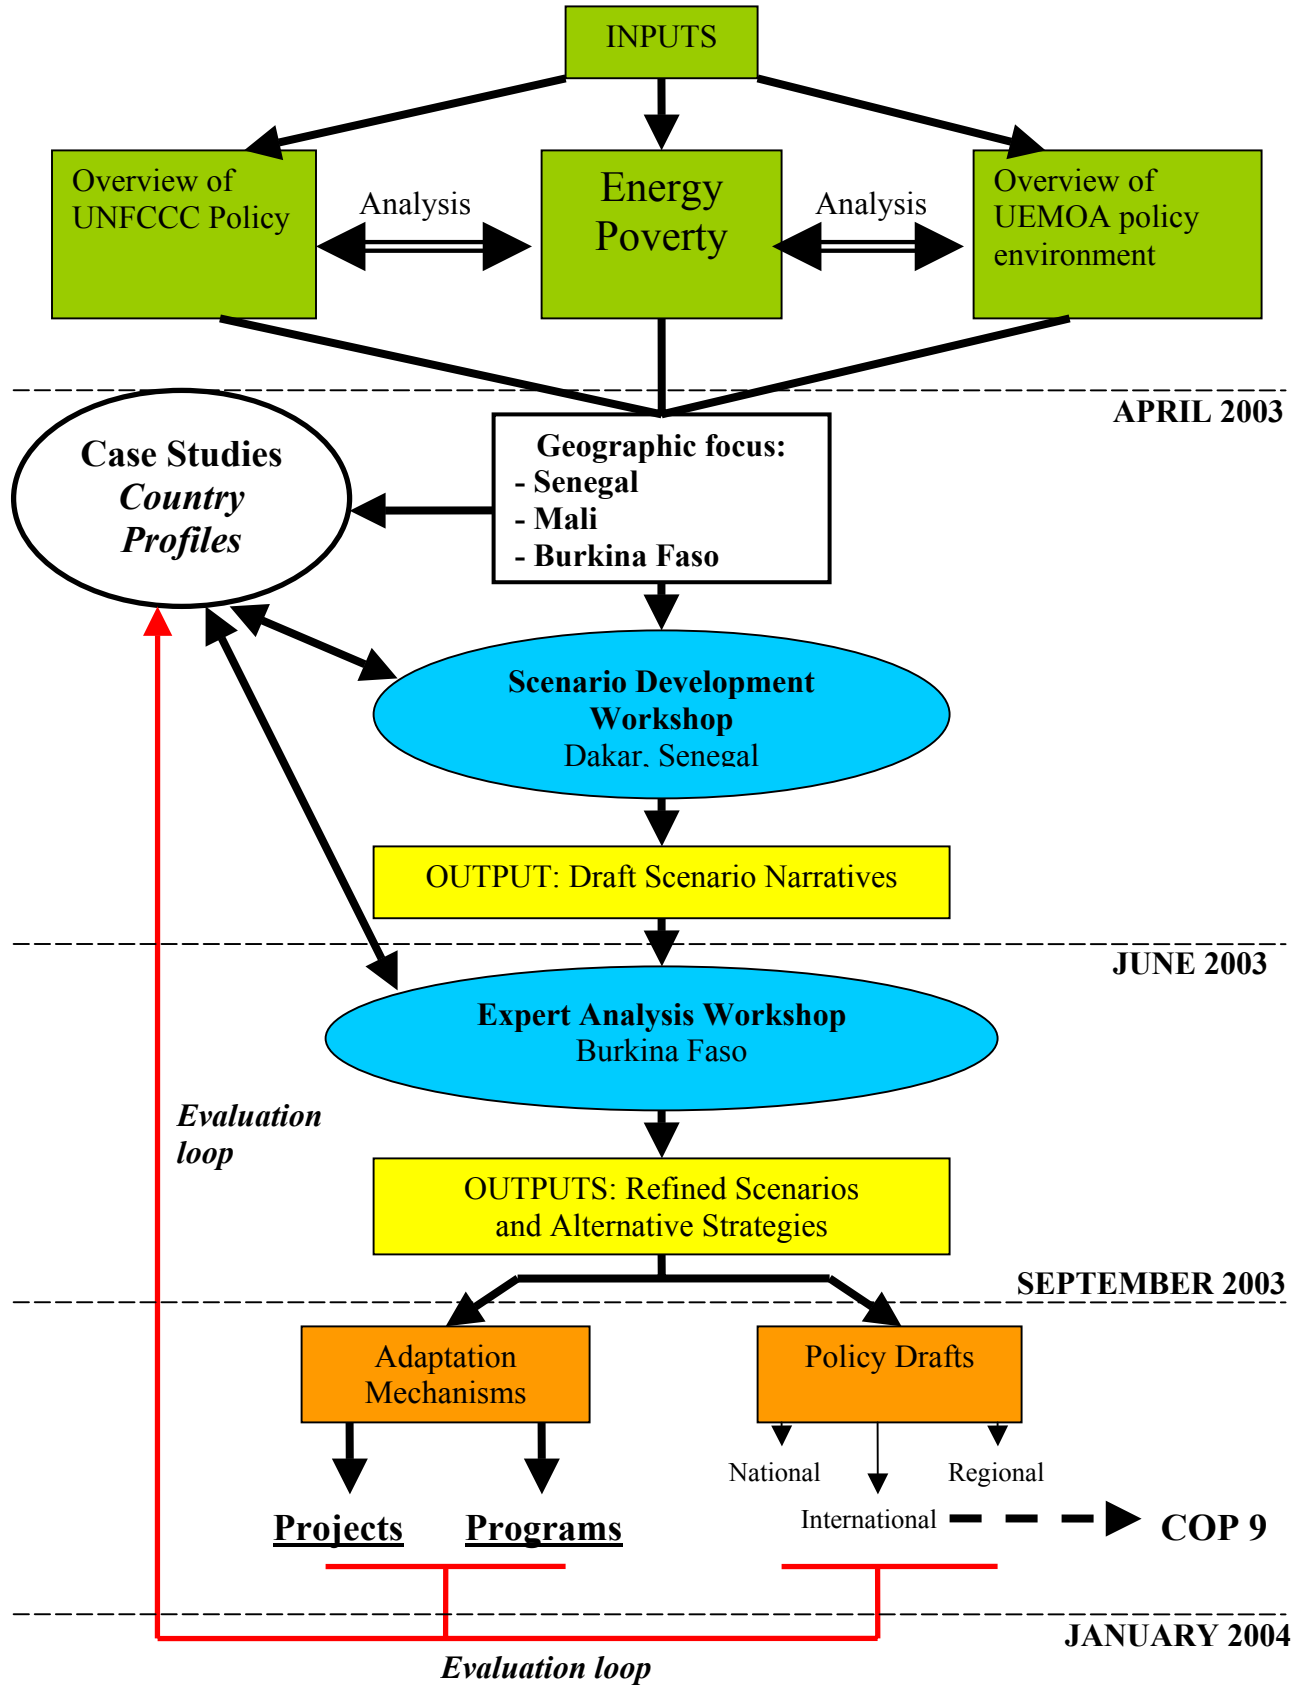 INPUTS
Overview of
UNFCCC Policy
Analysis
Energy
Poverty
Analysis
Overview of
UEMOA policy
environment
APRIL 2003
Case Studies
Country
Profiles
Geographic focus:
- Senegal
- Mali
- Burkina Faso
Scenario Development
Workshop
Dakar, Senegal
OUTPUT: Draft Scenario Narratives
JUNE 2003
Expert Analysis Workshop
Burkina Faso
Evaluation
loop
OUTPUTS: Refined Scenarios
and Alternative Strategies
SEPTEMBER 2003
Adaptation
Mechanisms
Policy Drafts
National
Regional
International
Projects
Programs
COP 9
JANUARY 2004
Evaluation loop